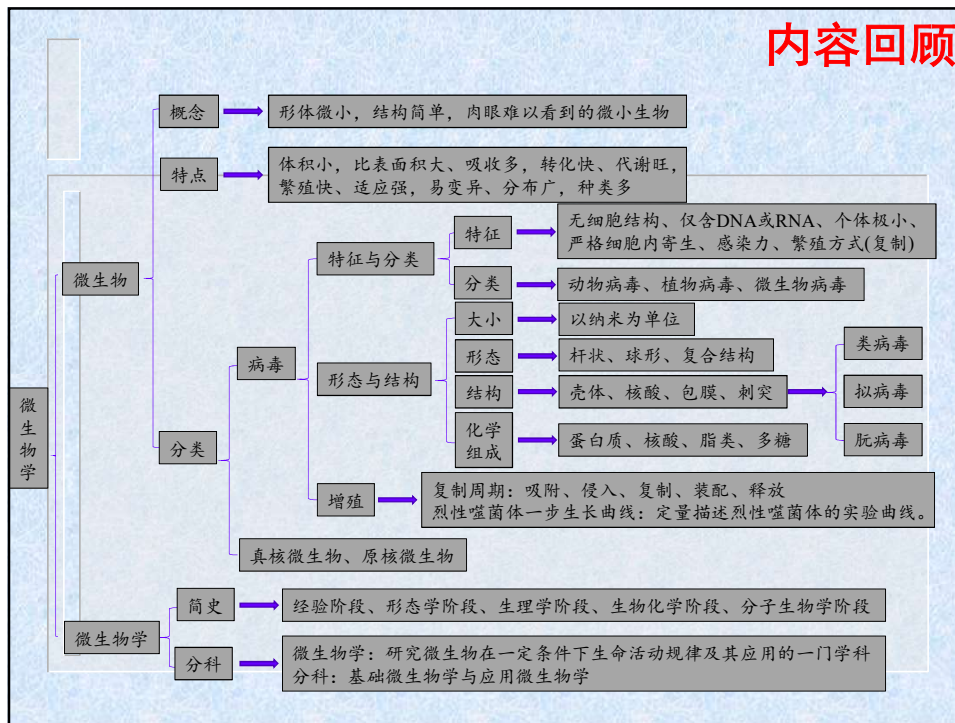 内容回顾
概念
形体微小，结构简单，肉眼难以看到的微小生物
特点
体积小，比表面积大、吸收多，转化快、代谢旺，
繁殖快、适应强，易变异、分布广，种类多
特征
无细胞结构、仅含DNA或RNA、个体极小、
严格细胞内寄生、感染力、繁殖方式(复制)
特征与分类
微生物
分类
动物病毒、植物病毒、微生物病毒
大小
以纳米为单位
类病毒
病毒
形态
杆状、球形、复合结构
形态与结构
结构
壳体、核酸、包膜、刺突
拟病毒
微
生
物
学
分类
化学
组成
蛋白质、核酸、脂类、多糖
朊病毒
增殖
复制周期：吸附、侵入、复制、装配、释放
烈性噬菌体一步生长曲线：定量描述烈性噬菌体的实验曲线。
真核微生物、原核微生物
简史
经验阶段、形态学阶段、生理学阶段、生物化学阶段、分子生物学阶段
微生物学
分科
微生物学：研究微生物在一定条件下生命活动规律及其应用的一门学科
分科：基础微生物学与应用微生物学